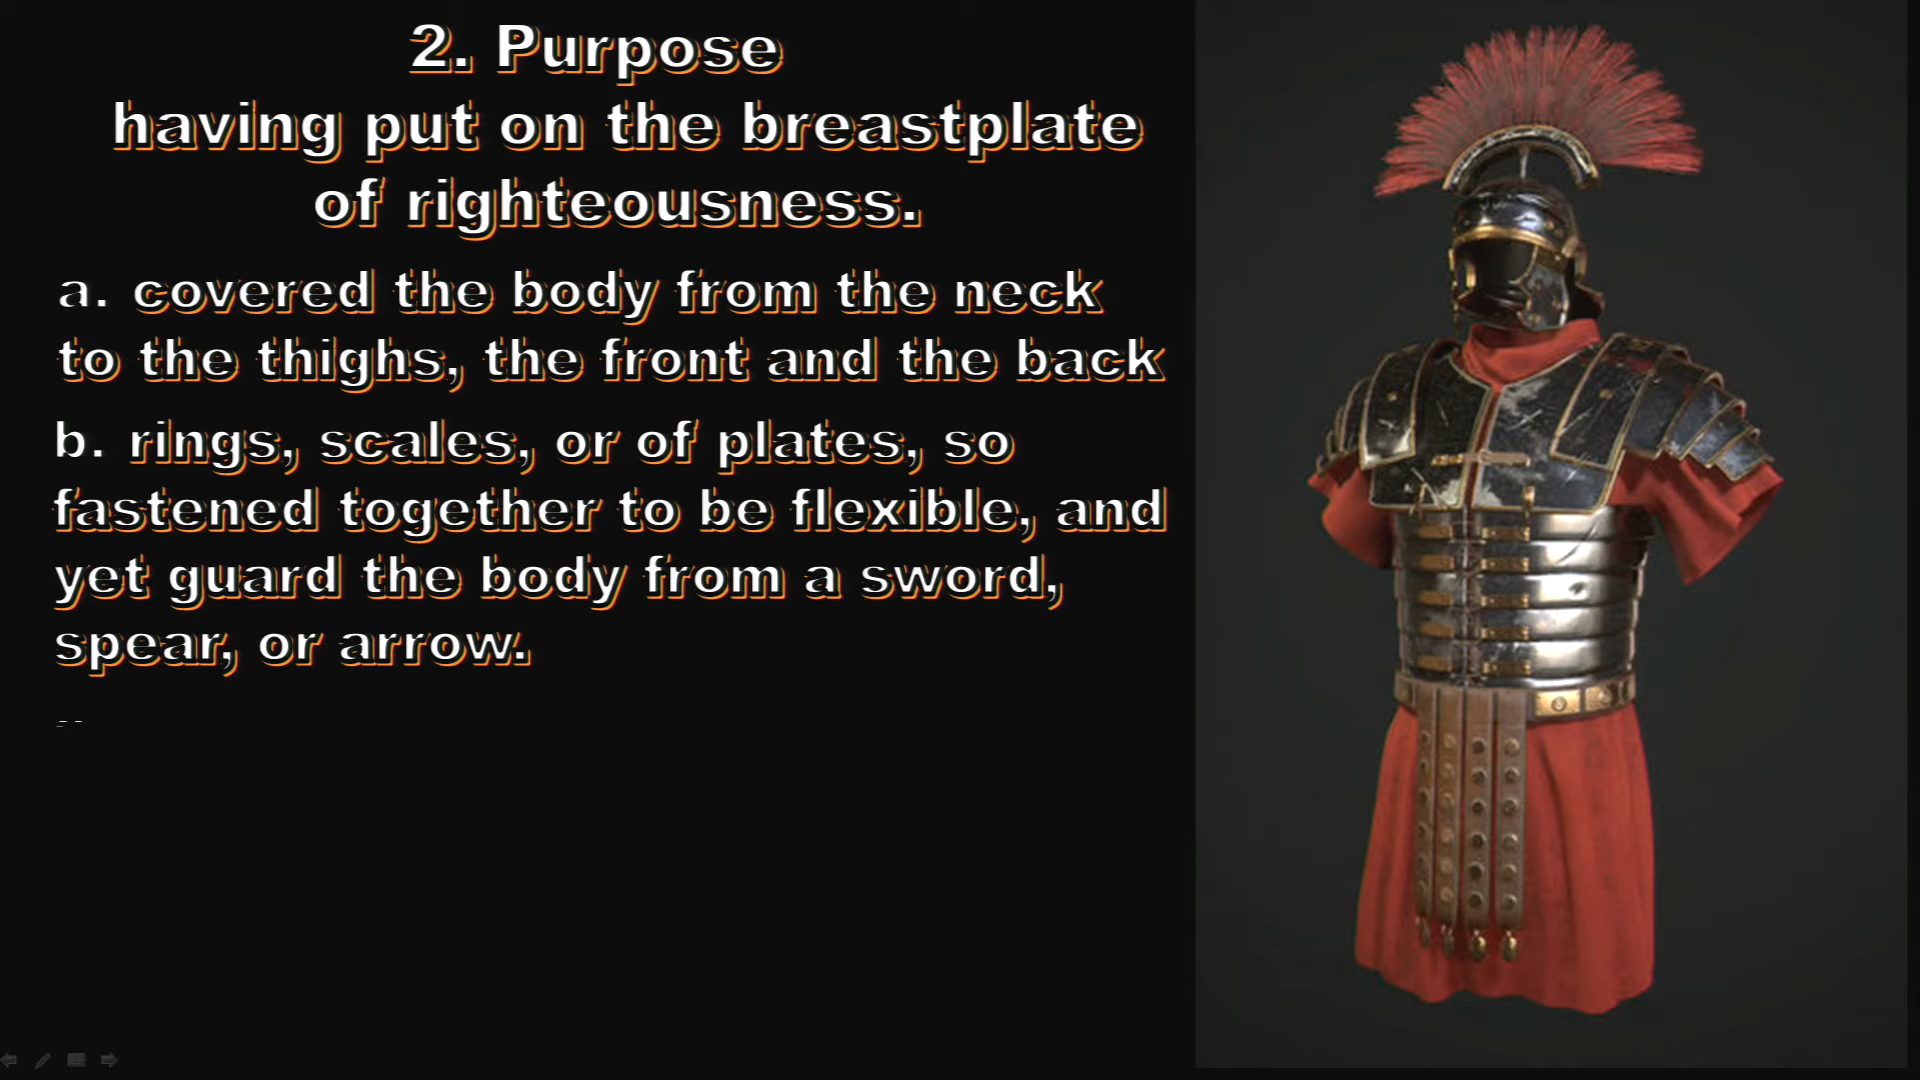 2. Purpose
having put on the breastplate
of righteousness.
a. covered the body from the neck
to the thighs, the front and the back
b. rings, scales, or of plates, so
fastened together to be flexible, and
yet guard the body from a sword,
spear, or arrow.